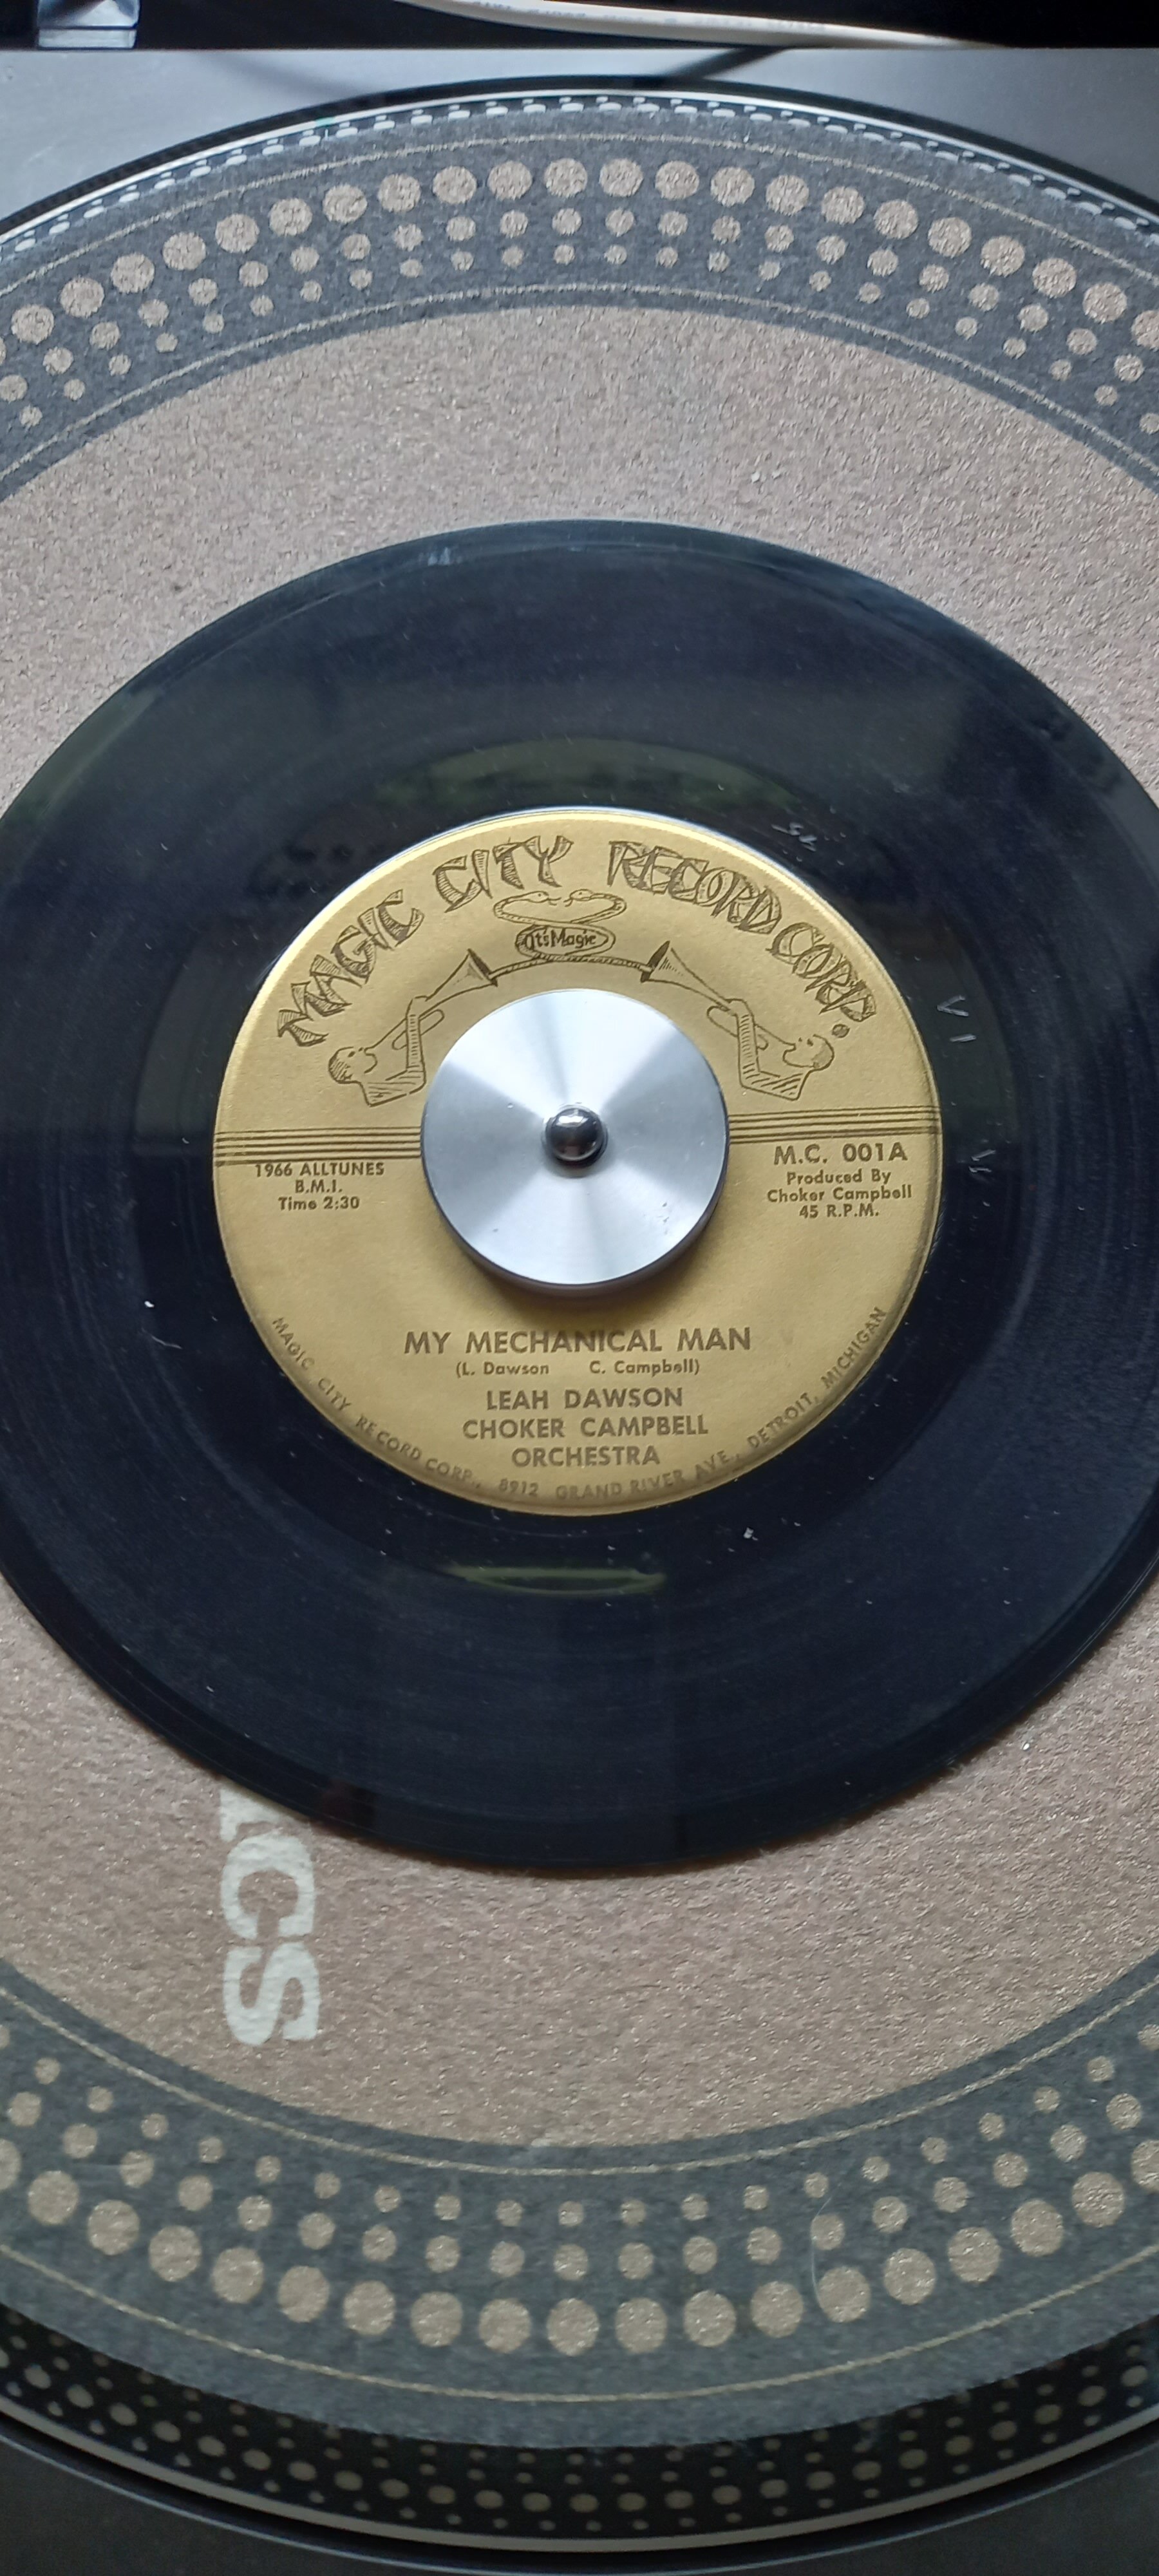 MAGIC CITY RECORD CORP.
It's Magic
1966 ALLTUNES
B.M.I.
Time 2:30
M.C. 001A
Produced By
Choker Campbell
45 R.P.M.
MY MECHANICAL MAN
(L. Dawson C. Campbell)
LEAH DAWSON
CHOKER CAMPBELL
ORCHESTRA
MAGIC CITY RECORD CORP., 8912 GRAND RIVER AVE., DETROIT, MICHIGAN
ICS